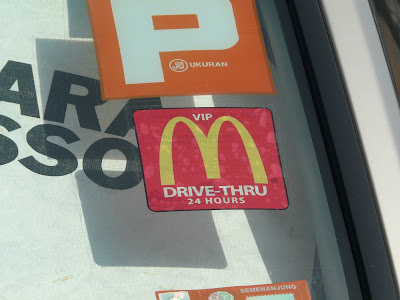 P
UKURAN
ARA
SSO
VIP
M
DRIVE-THRU
24 HOURS
SEMENANJUNG